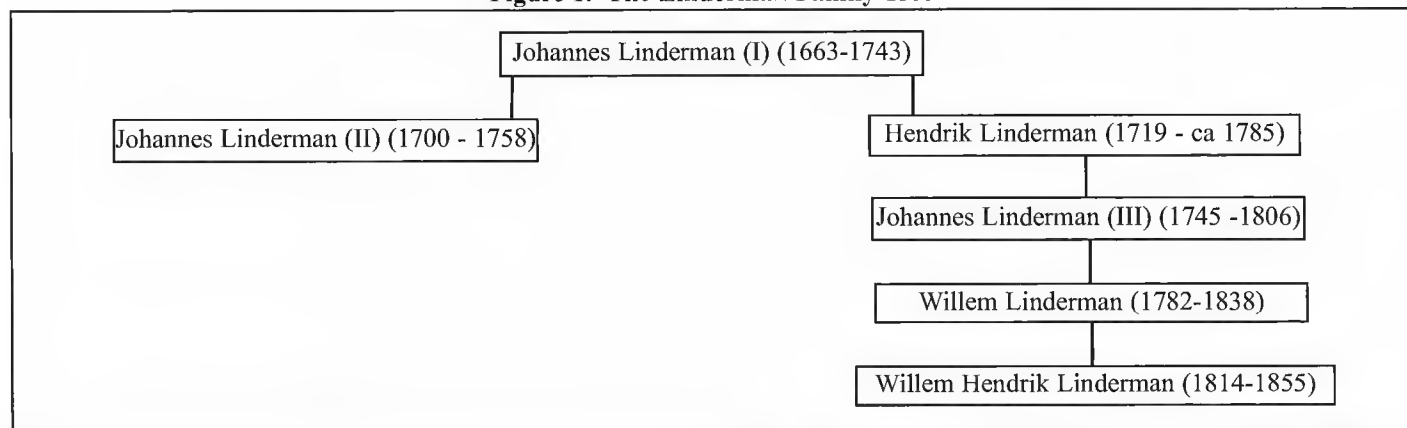 Johannes Linderman (I) (1663-1743)
Johannes Linderman (II) (1700 - 1758)
Hendrik Linderman (1719 - ca 1785)
Johannes Linderman (III) (1745 -1806)
Willem Linderman (1782-1838)
Willem Hendrik Linderman (1814-1855)